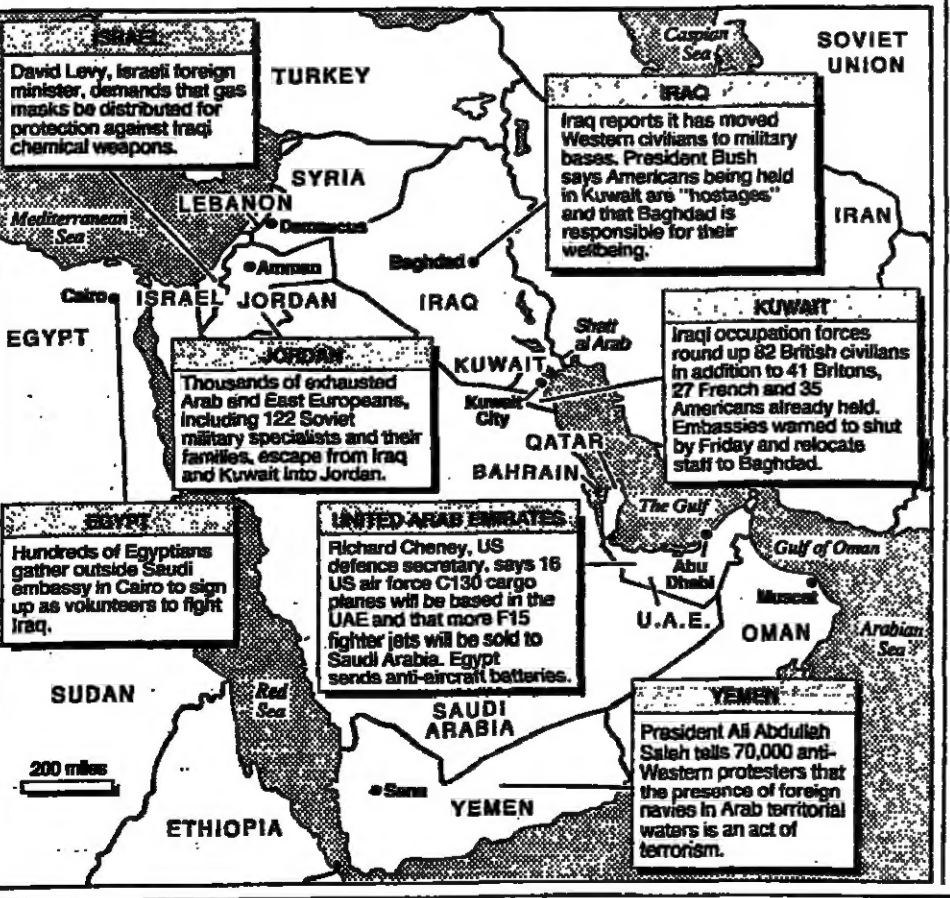 ISRAEL
David Levy, Israeli foreign
minister, demands that gas
masks be distributed for
protection against Iraqi
chemical weapons.
TURKEY
Caspian
Sea
SOVIET
UNION
IRAQ
Iraq reports it has moved
Western civilians to military
bases. President Bush
says Americans being held
in Kuwait are "hostages"
and that Baghdad is
responsible for their
wellbeing.
SYRIA
LEBANON
Mediterranean
Sea
Damascus
IRAN
Amman
Baghdad
Cairo
ISRAEL
JORDAN
IRAQ
EGYPT
KUWAIT
Iraqi occupation forces
round up 82 British civilians
in addition to 41 Britons,
27 French and 35
Americans already held.
Embassies warned to shut
by Friday and relocate
staff to Baghdad.
Shatt
al Arab
JORDAN
Thousands of exhausted
Arab and East Europeans,
including 122 Soviet
military specialists and their
families, escape from Iraq
and Kuwait into Jordan.
KUWAIT
Kuwait
City
QATAR
BAHRAIN
The Gulf
EGYPT
Hundreds of Egyptians
gather outside Saudi
embassy in Cairo to sign
up as volunteers to fight
Iraq.
UNITED ARAB EMIRATES
Richard Cheney, US
defence secretary, says 16
US air force C130 cargo
planes will be based in the
UAE and that more F15
fighter jets will be sold to
Saudi Arabia. Egypt
sends anti-aircraft batteries.
Abu
Dhabi
Gulf of Oman
Muscat
U.A.E.
OMAN
Arabian
Sea
SUDAN
Red
Sea
SAUDI
ARABIA
YEMEN
President Ali Abdullah
Saleh tells 70,000 anti-
Western protesters that
the presence of foreign
navies in Arab territorial
waters is an act of
terrorism.
200 miles
Sana
YEMEN
ETHIOPIA